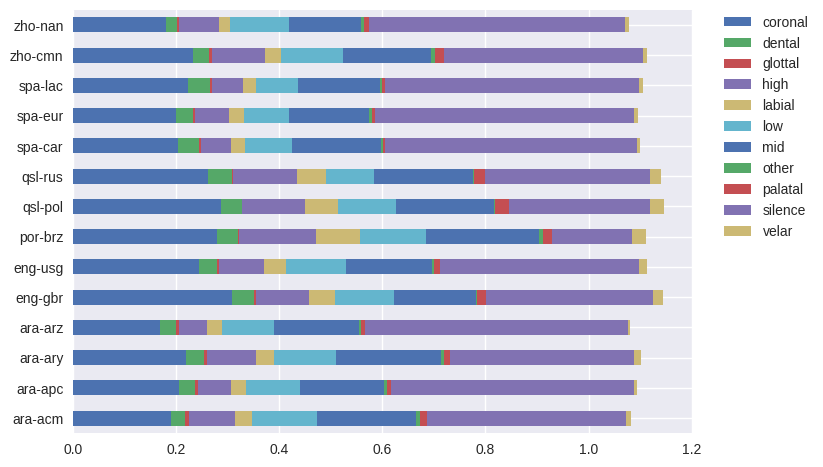 zho-nan
zho-cmn
spa-lac
spa-eur
spa-car
qsl-rus
qsl-pol
por-brz
eng-usg
eng-gbr
ara-arz
ara-ary
ara-apc
ara-acm
0.0 0.2 0.4 0.6 0.8 1.0 1.2
coronal
dental
glottal
high
labial
low
mid
other
palatal
silence
velar